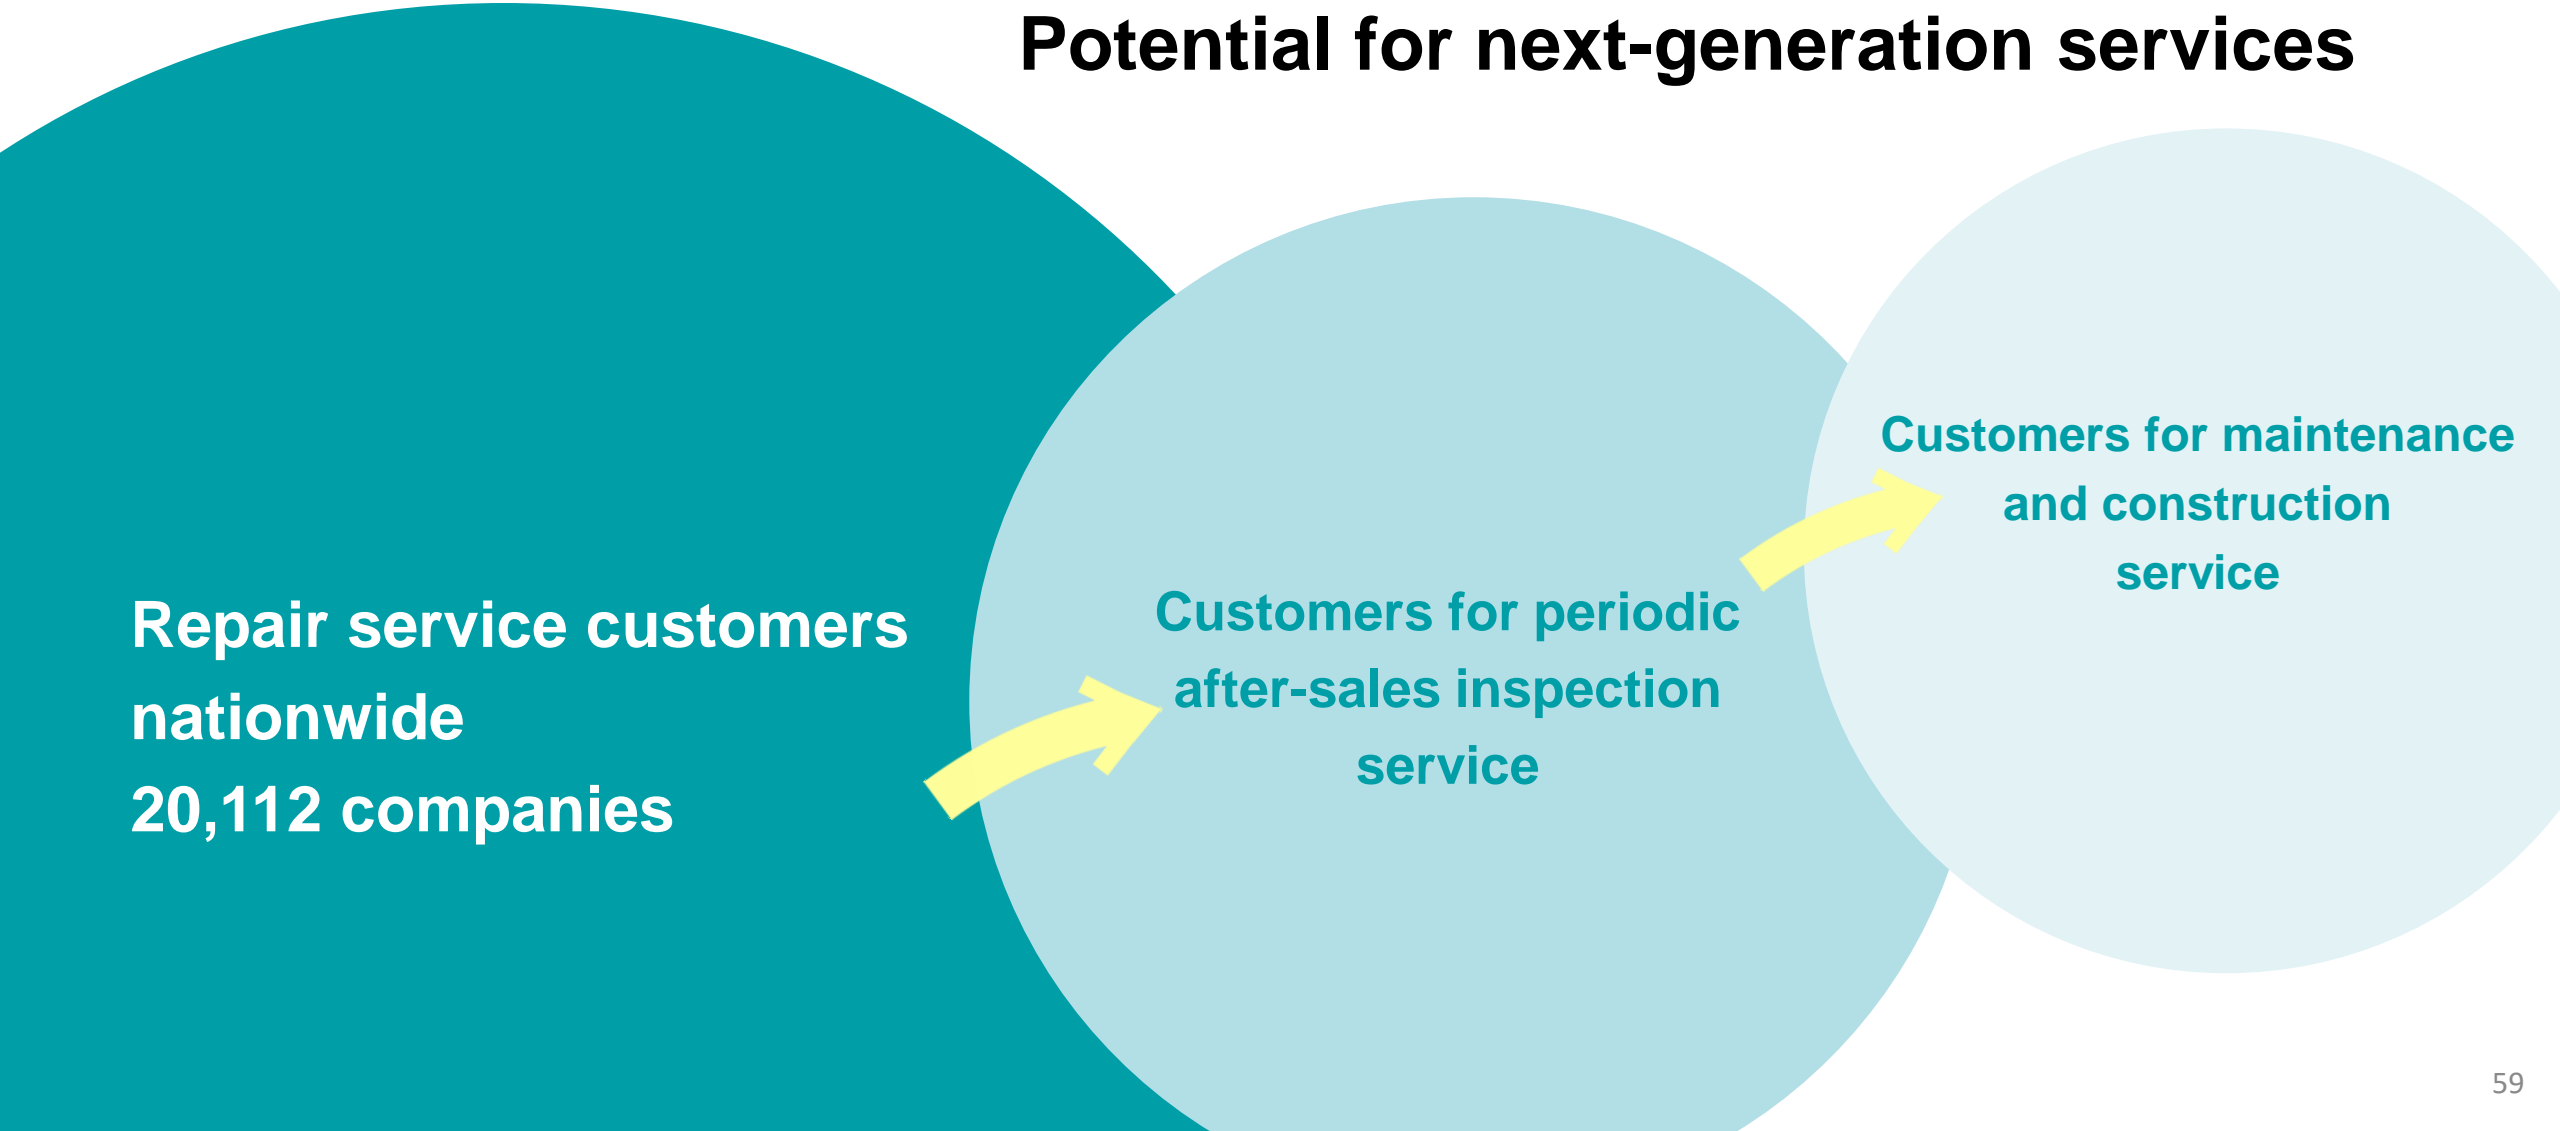 Potential for next-generation services
Repair service customers
nationwide
20,112 companies
Customers for periodic
after-sales inspection
service
Customers for maintenance
and construction
service
59